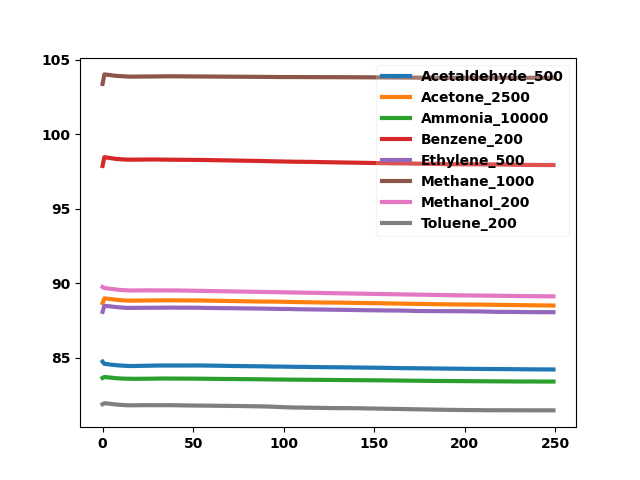 105
100
95
90
85
0
50
100
150
200
250
Acetaldehyde_500
Acetone_2500
Ammonia_10000
Benzene_200
Ethylene_500
Methane_1000
Methanol_200
Toluene_200